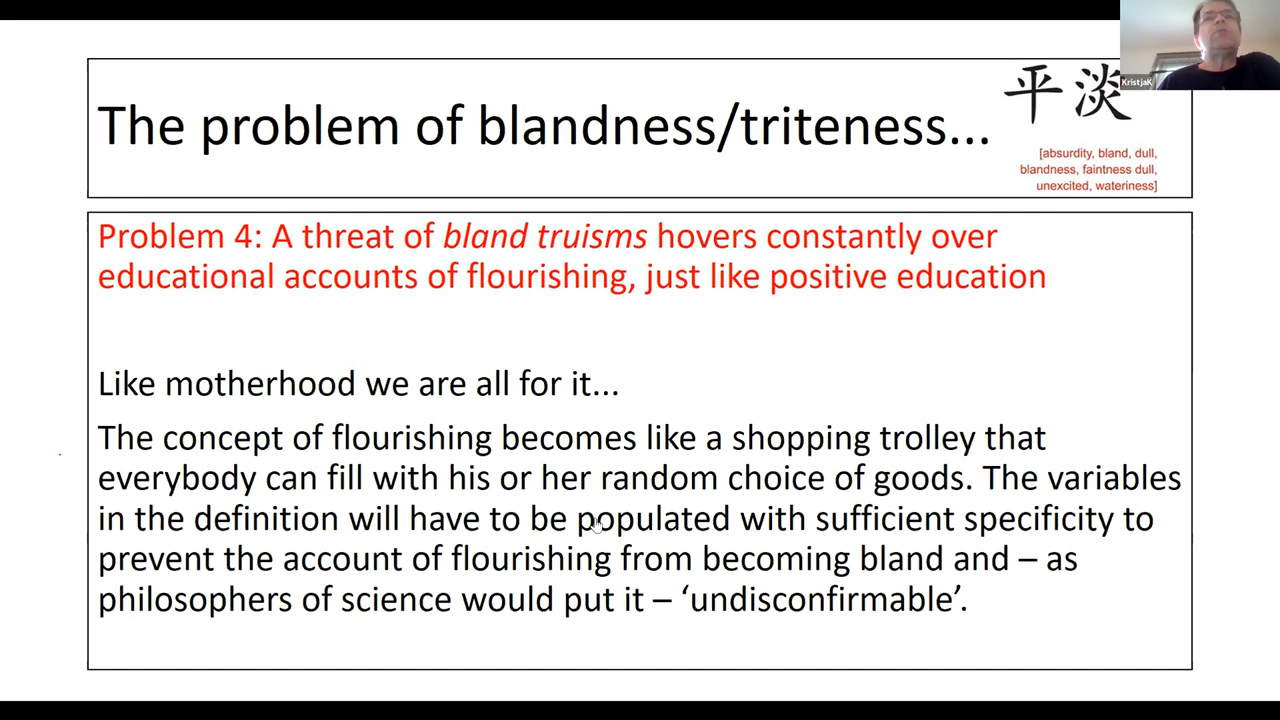 The problem of blandness/triteness...
平淡
[absurdity, bland, dull,
blandness, faintness dull,
unexcited, wateriness]
KristjaK
Problem 4: A threat of bland truisms hovers constantly over
educational accounts of flourishing, just like positive education
Like motherhood we are all for it...
The concept of flourishing becomes like a shopping trolley that
everybody can fill with his or her random choice of goods. The variables
in the definition will have to be populated with sufficient specificity to
prevent the account of flourishing from becoming bland and – as
philosophers of science would put it – ‘undisconfirmable’.